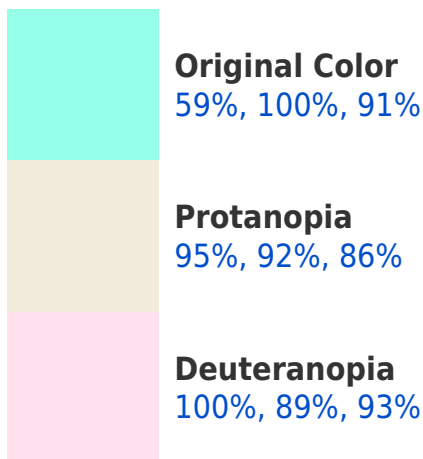 Original Color
59%, 100%, 91%
Protanopia
95%, 92%, 86%
Deuteranopia
100%, 89%, 93%